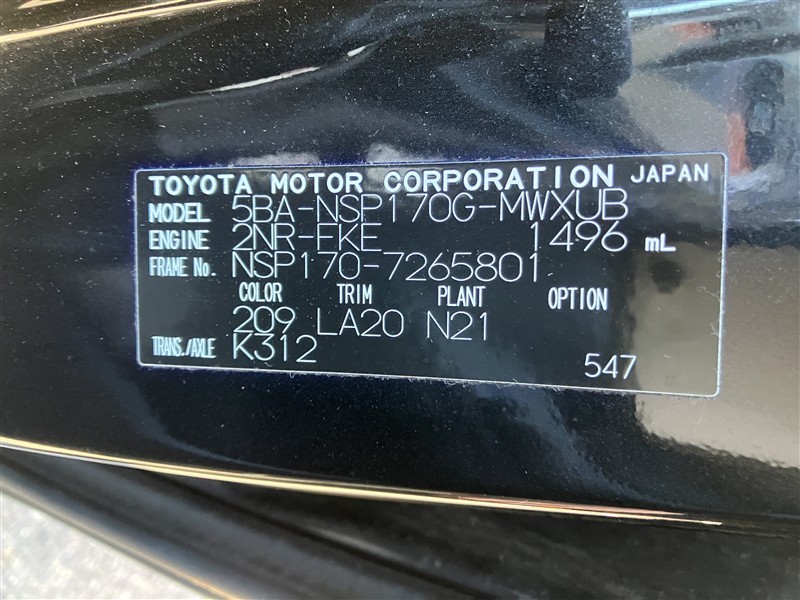 TOYOTA MOTOR CORPORATION JAPAN
MODEL 5BA-NSP170G-MWXUB
ENGINE 2NR-FKE 1496 mL
FRAME No. NSP170-7265801
COLOR TRIM PLANT OPTION
209 LA20 N21
TRANS./AXLE K312
547